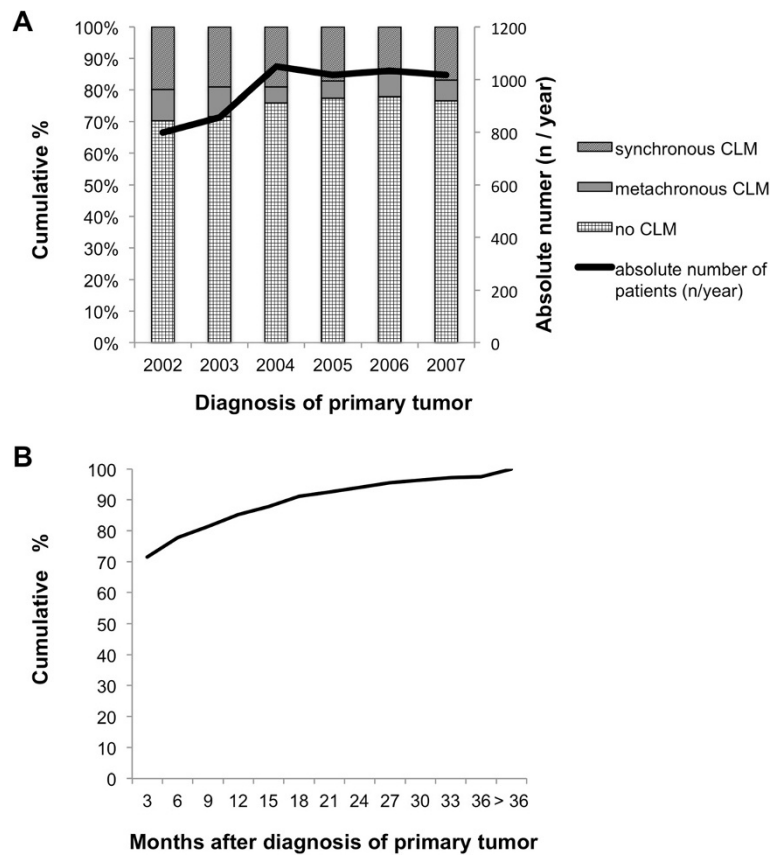 A
100%
90%
80%
70%
60%
50%
40%
30%
20%
10%
0%
Cumulative %
1200
1000
800
600
400
200
0
Absolute numer (n / year)
2002 2003 2004 2005 2006 2007
Diagnosis of primary tumor
synchronous CLM
metachronous CLM
no CLM
absolute number of
patients (n/year)
B
100
90
80
70
60
50
40
30
20
10
0
Cumulative %
3 6 9 12 15 18 21 24 27 30 33 36 > 36
Months after diagnosis of primary tumor